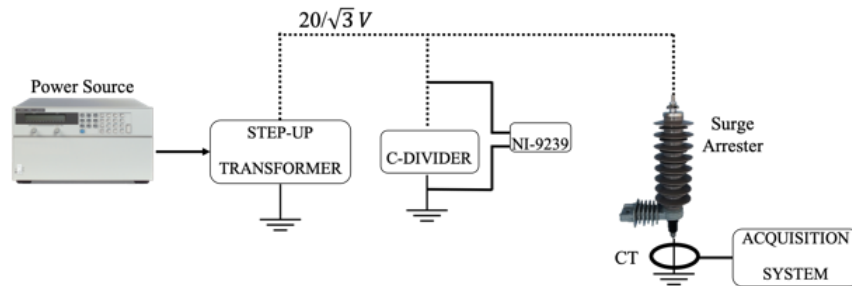 20/√3 V
Power Source
STEP-UP
TRANSFORMER
C-DIVIDER
NI-9239
Surge
Arrester
CT
ACQUISITION
SYSTEM